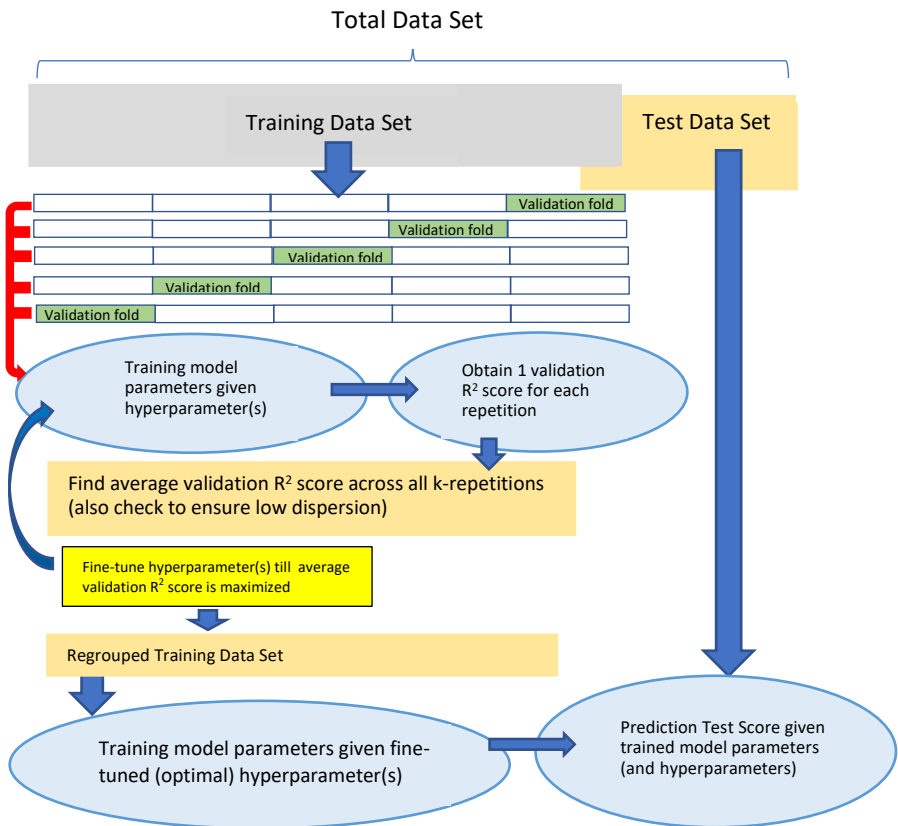 Total Data Set
Training Data Set
Test Data Set
Validation fold
Validation fold
Validation fold
Validation fold
Validation fold
Training model
parameters given
hyperparameter(s)
Obtain 1 validation
R² score for each
repetition
Find average validation R² score across all k-repetitions
(also check to ensure low dispersion)
Fine-tune hyperparameter(s) till average
validation R² score is maximized
Regrouped Training Data Set
Training model parameters given fine-
tuned (optimal) hyperparameter(s)
Prediction Test Score given
trained model parameters
(and hyperparameters)